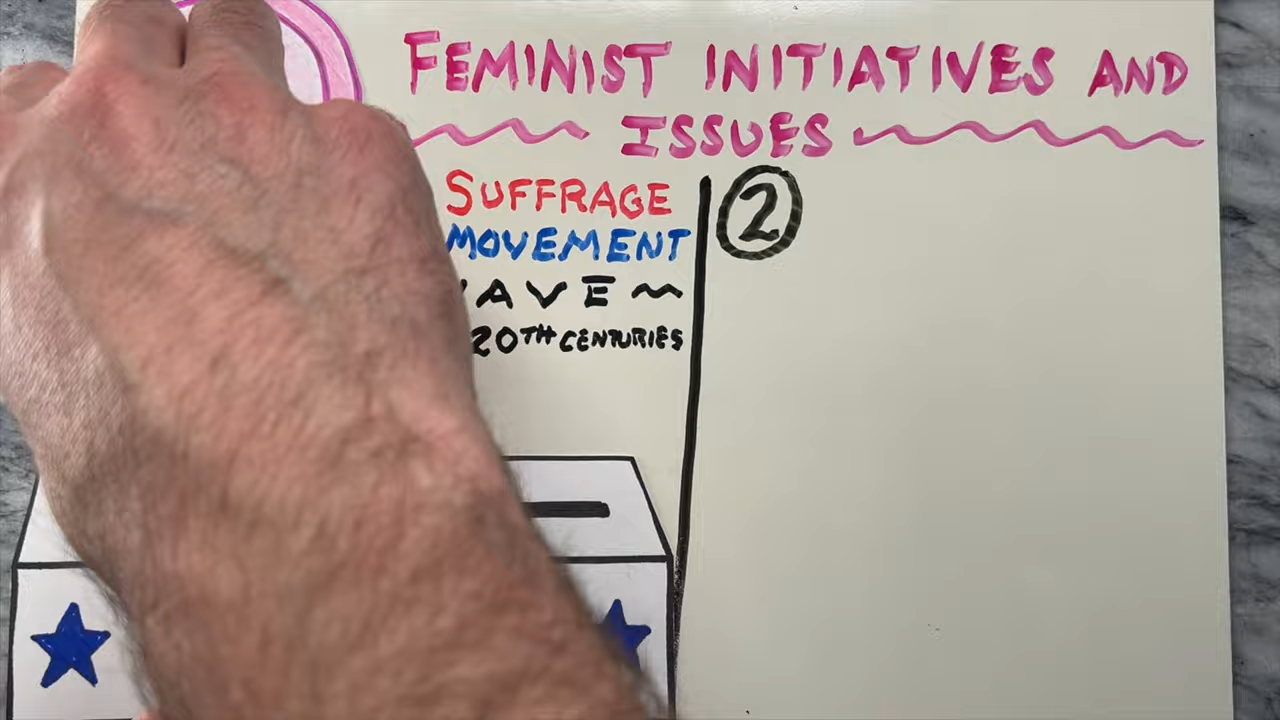 FEMINIST INITIATIVES AND
ISSUES
SUFFRAGE
MOVEMENT
AVE
20TH CENTURIES
2